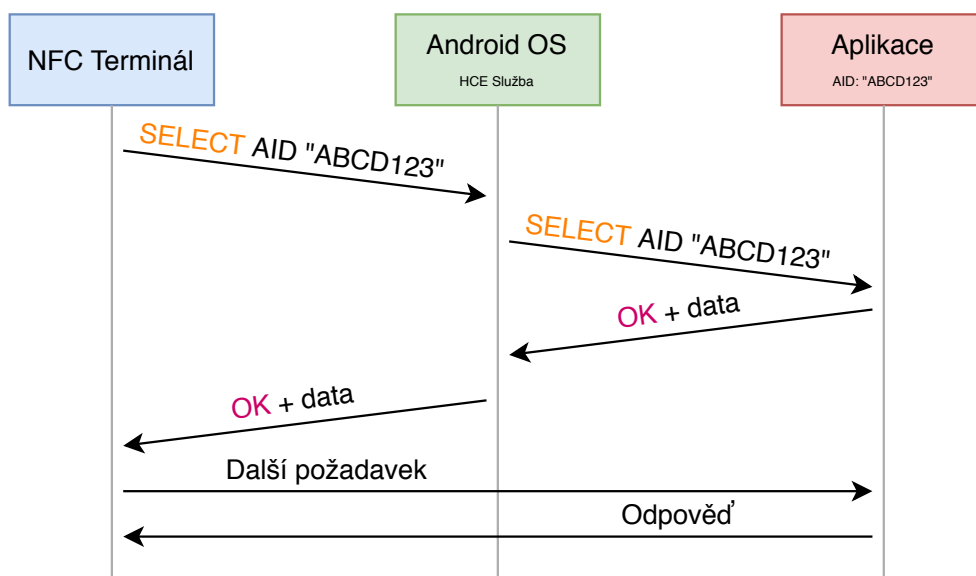 NFC Terminál
Android OS
HCE Služba
Aplikace
AID: "ABCD123"
SELECT AID "ABCD123"
SELECT AID "ABCD123"
OK + data
OK + data
Další požadavek
Odpověď